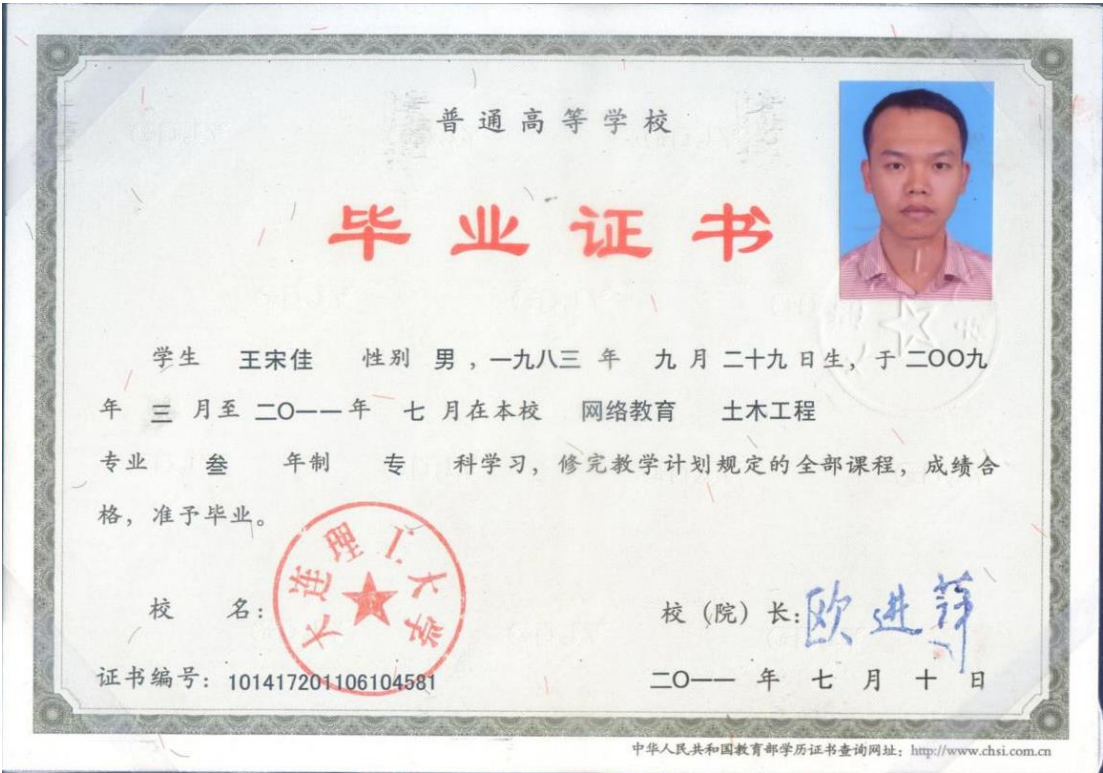 普通高等学校
毕业证书
学生 王宋佳 性别 男，一九八三 年 九 月 二十九 日生，于 二〇〇九
年 三 月至 二〇一一 年 七 月在本校 网络教育 土木工程
专业 叁 年制 专 科学习，修完教学计划规定的全部课程，成绩合
格，准予毕业。
大连理工大学
校 名： 校（院）长：欧进萍
证书编号：101417201106104581 二〇一一 年 七 月 十 日
中华人民共和国教育部学历证书查询网址：http://www.chsi.com.cn